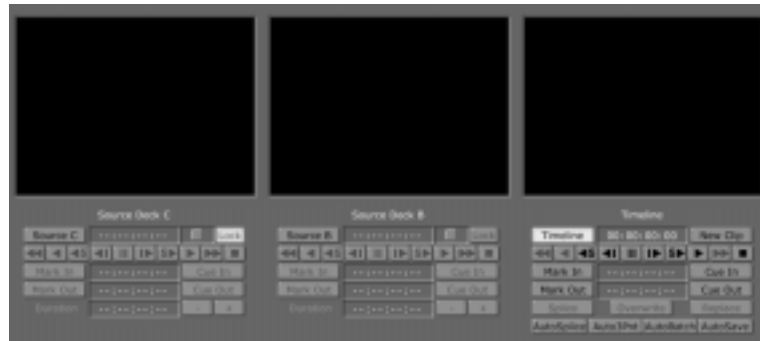 Source Deck C
Source C --:--:--:-- Lock
Mark In --:--:--:-- Cue In
Mark Out --:--:--:-- Cue Out
Duration --:--:--:-- - +
Source Deck B
Source B --:--:--:-- Lock
Mark In --:--:--:-- Cue In
Mark Out --:--:--:-- Cue Out
Duration --:--:--:-- - +
Timeline
Timeline 00:00:00:00 New Clip
Mark In --:--:--:-- Cue In
Mark Out --:--:--:-- Cue Out
Splice Overwrite Replace
AutoSplice Auto3Pnt AutoBatch AutoSave